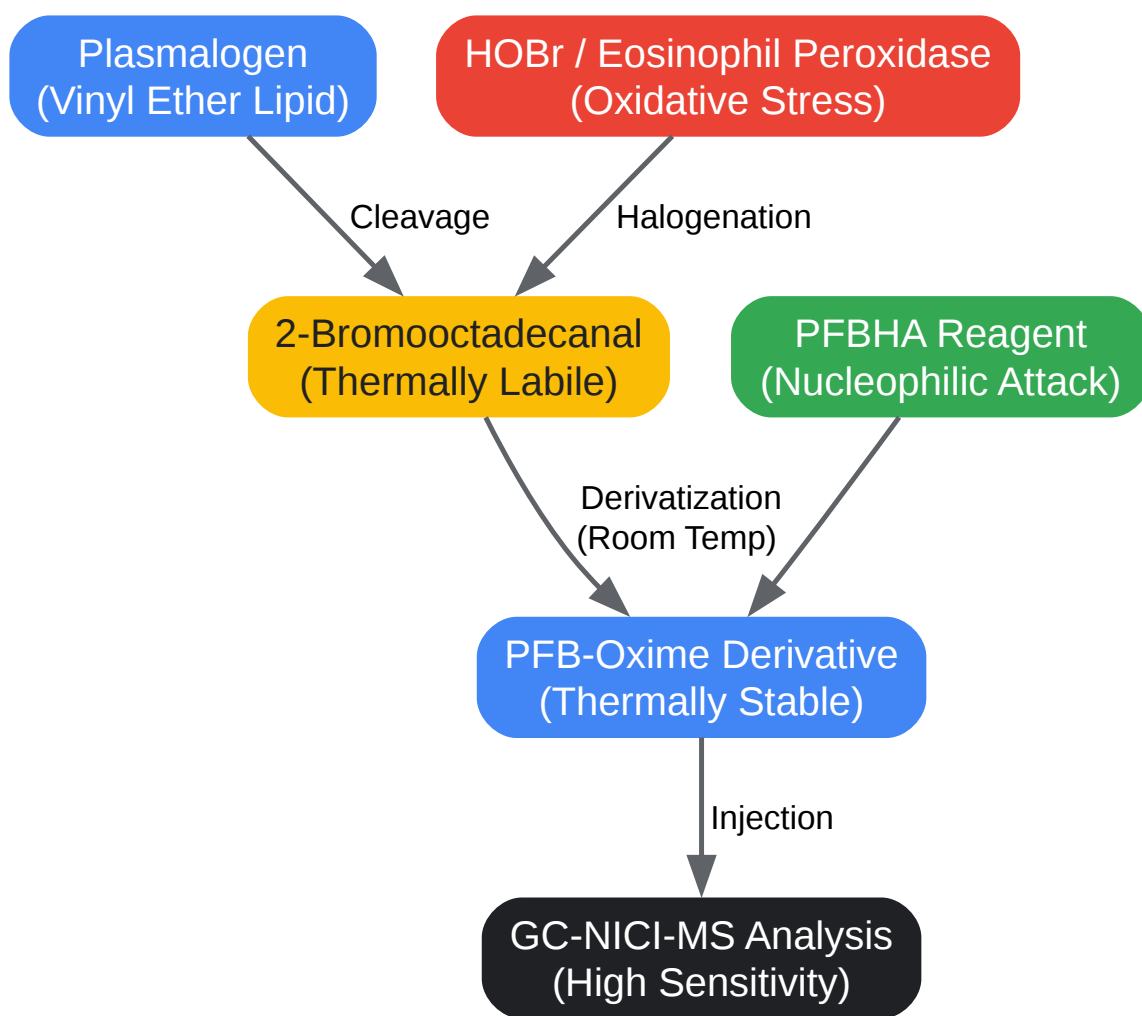 Plasmalogen
(Vinyl Ether Lipid)
HOBr / Eosinophil Peroxidase
(Oxidative Stress)
Cleavage
Halogenation
2-Bromooctadecanal
(Thermally Labile)
PFBHA Reagent
(Nucleophilic Attack)
Derivatization
(Room Temp)
PFB-Oxime Derivative
(Thermally Stable)
Injection
GC-NICI-MS Analysis
(High Sensitivity)